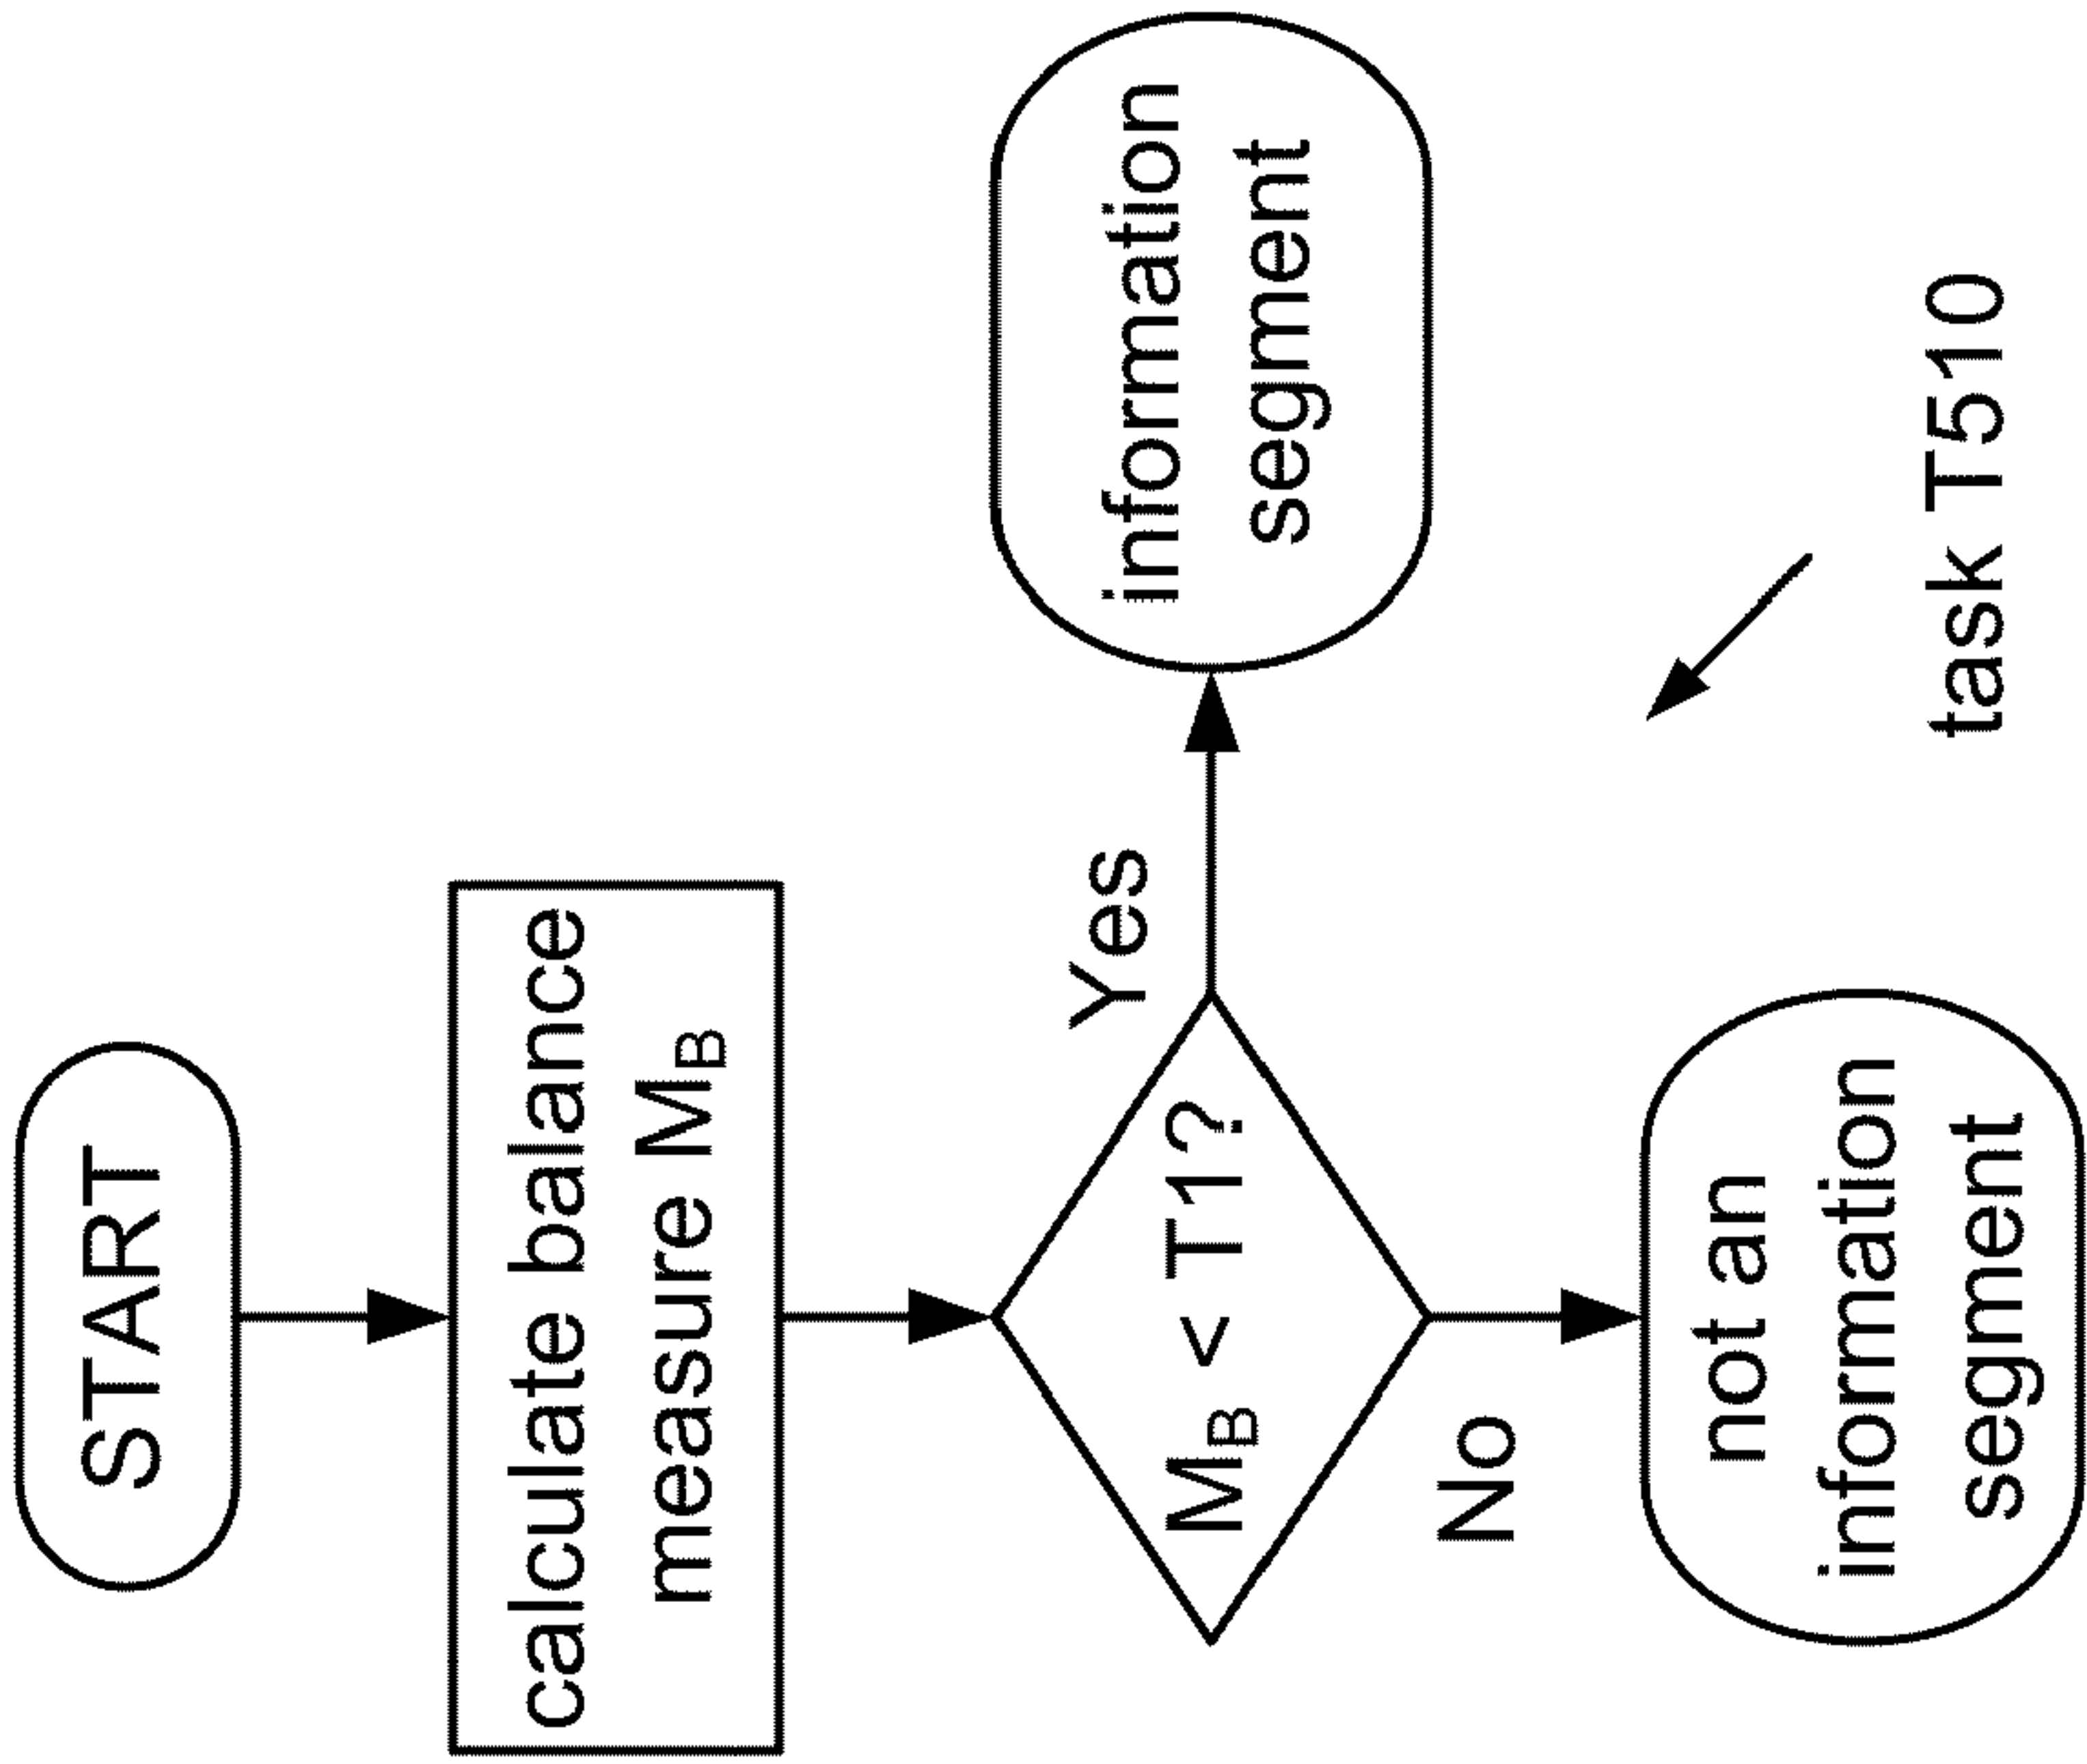 START
calculate balance
measure M_B
M_B < T1?
Yes
information
segment
No
not an
information
segment
task T510